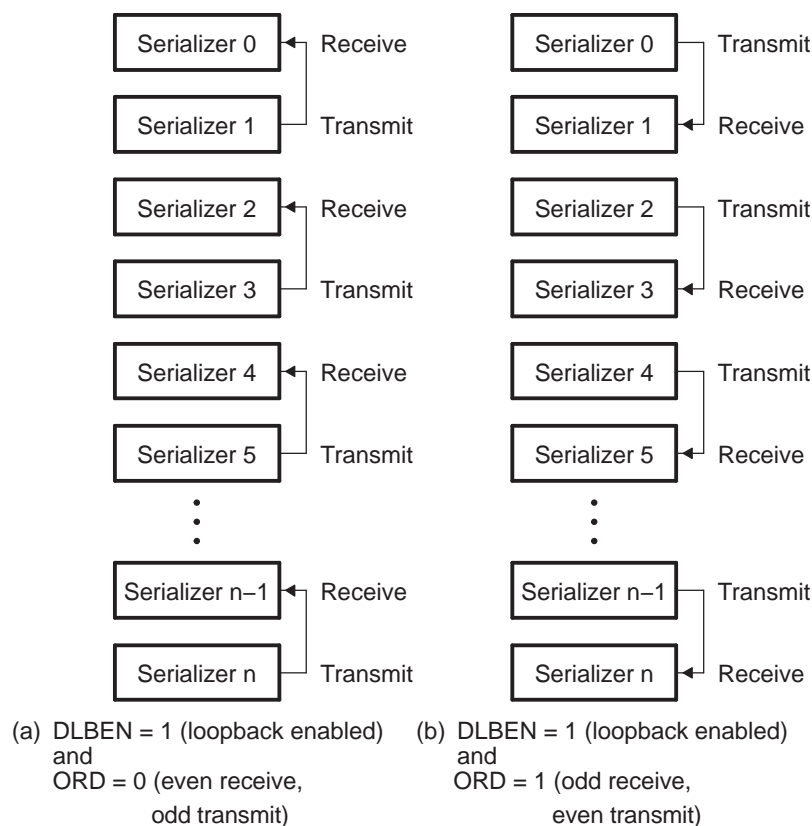 Serializer 0
Receive
Serializer 1
Transmit
Serializer 2
Receive
Serializer 3
Transmit
Serializer 4
Receive
Serializer 5
Transmit
Serializer n−1
Receive
Serializer n
Transmit
(a) DLBEN = 1 (loopback enabled)
and
ORD = 0 (even receive,
odd transmit)
Serializer 0
Transmit
Serializer 1
Receive
Serializer 2
Transmit
Serializer 3
Receive
Serializer 4
Transmit
Serializer 5
Receive
Serializer n−1
Transmit
Serializer n
Receive
(b) DLBEN = 1 (loopback enabled)
and
ORD = 1 (odd receive,
even transmit)